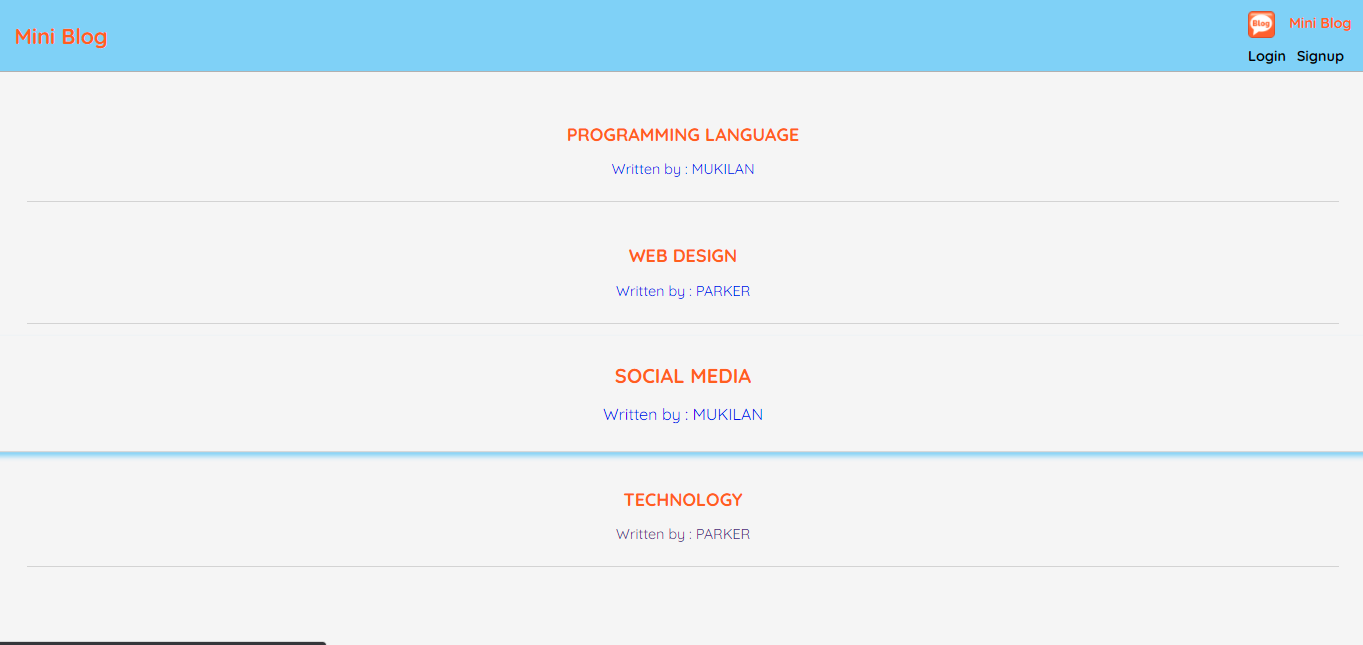 Mini Blog
Blog Mini Blog
Login Signup
PROGRAMMING LANGUAGE
Written by : MUKILAN
WEB DESIGN
Written by : PARKER
SOCIAL MEDIA
Written by : MUKILAN
TECHNOLOGY
Written by : PARKER